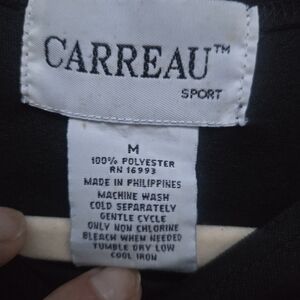 CARREAU™
SPORT
M
100% POLYESTER
RN 16993
MADE IN PHILIPPINES
MACHINE WASH
COLD SEPARATELY
GENTLE CYCLE
ONLY NON CHLORINE
BLEACH WHEN NEEDED
TUMBLE DRY LOW
COOL IRON